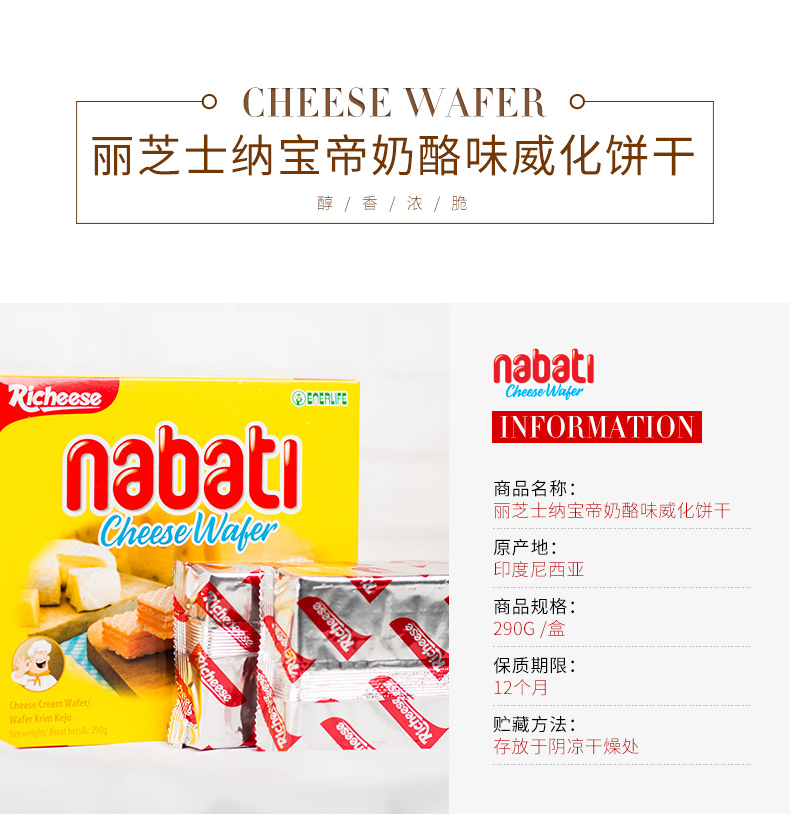 CHEESE WAFER
丽芝士纳宝帝奶酪味威化饼干
醇 / 香 / 浓 / 脆
Richeese
ENERLIFE
nabati
Cheese Wafer
Richeese
Richeese
Richeese
Richeese
Richeese
Richeese
Cheese Cream Wafer/
Wafer Krim Keju
Net weight/ Berat bersih: 290g
nabati
Cheese Wafer
INFORMATION
商品名称：
丽芝士纳宝帝奶酪味威化饼干
原产地：
印度尼西亚
商品规格：
290G /盒
保质期限：
12个月
贮藏方法：
存放于阴凉干燥处